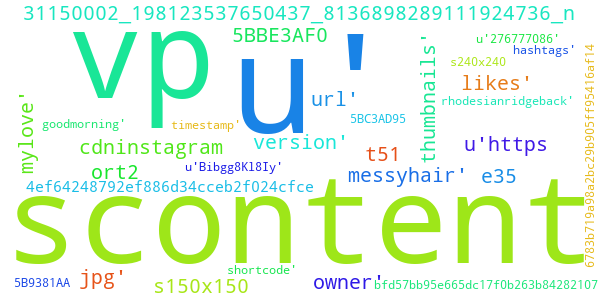 31150002_198123537650437_8136898289111924736_n
vp
u'
5BBE3AF0
thumbnails'
u'276777086'
hashtags'
s240x240
likes'
rhodesianridgeback'
6783b719a98a2bc29b905ff95416af14
url'
5BC3AD95
mylove'
goodmorning'
timestamp'
version'
cdninstagram
u'https
t51
ort2
u'Bibgg8Kl8Iy'
messyhair'
e35
4ef64248792ef886d34cceb2f024cfce
scontent
shortcode'
5B9381AA
jpg'
s150x150
owner'
bfd57bb95e665dc17f0b263b84282107